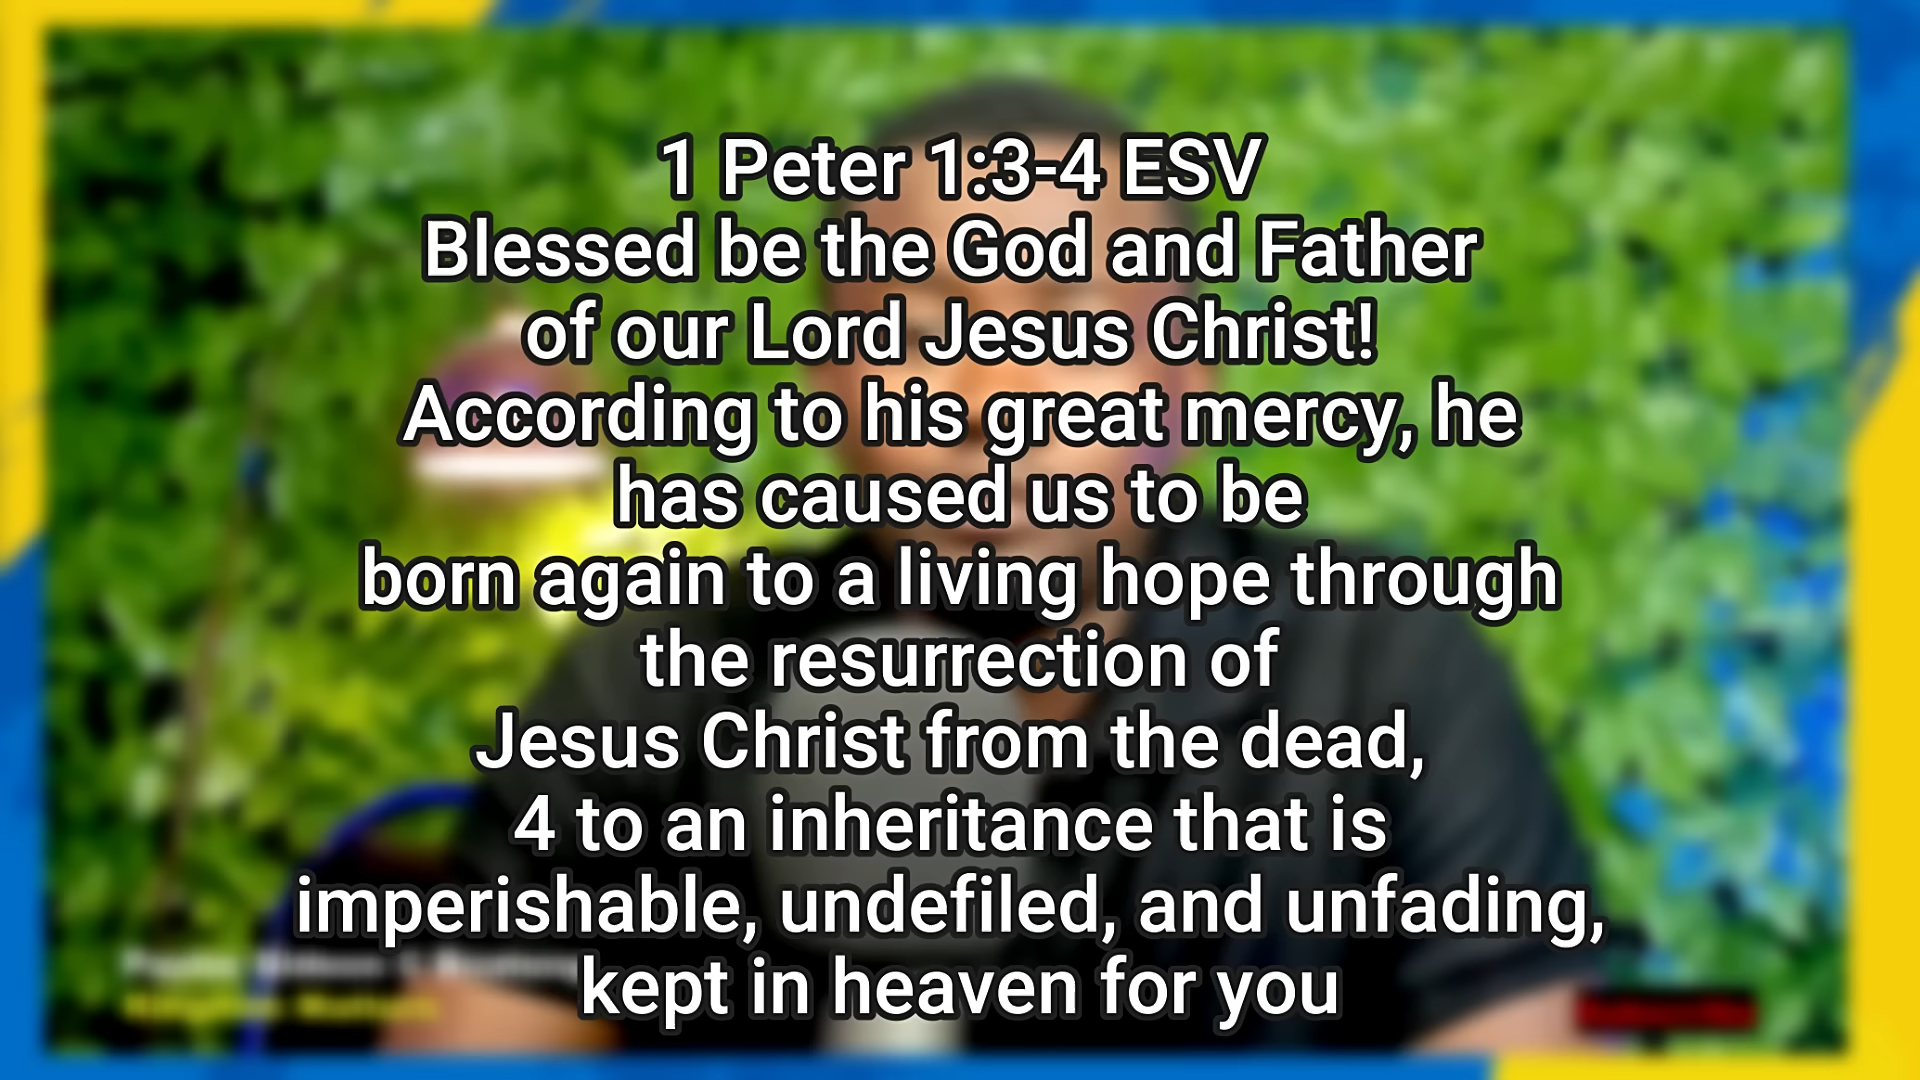 1 Peter 1:3-4 ESV
Blessed be the God and Father
of our Lord Jesus Christ!
According to his great mercy, he
has caused us to be
born again to a living hope through
the resurrection of
Jesus Christ from the dead,
4 to an inheritance that is
imperishable, undefiled, and unfading,
kept in heaven for you